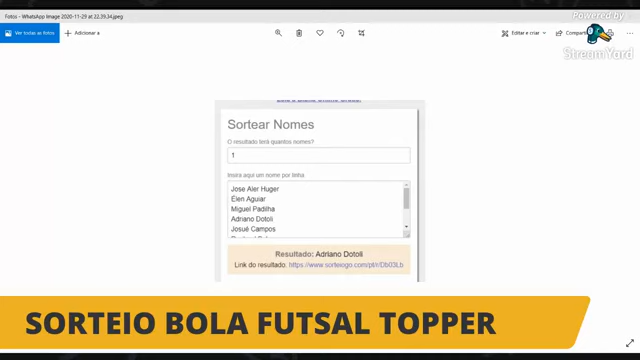 Fotos - WhatsApp Image 2020-11-29 at 22.39.34.jpeg
Powered by
Ver todas as fotos
Adicionar a
Editar e criar
StreamYard
Sortear Nomes
O resultado terá quantos nomes?
1
Insira aqui um nome por linha
Jose Aler Huger
Elen Aguiar
Miguel Padilha
Adriano Dotoli
Josué Campos
Resultado: Adriano Dotoli
Link do resultado, https://www.sorteiogo.com/pt/r/Db03Lb
SORTEIO BOLA FUTSAL TOPPER